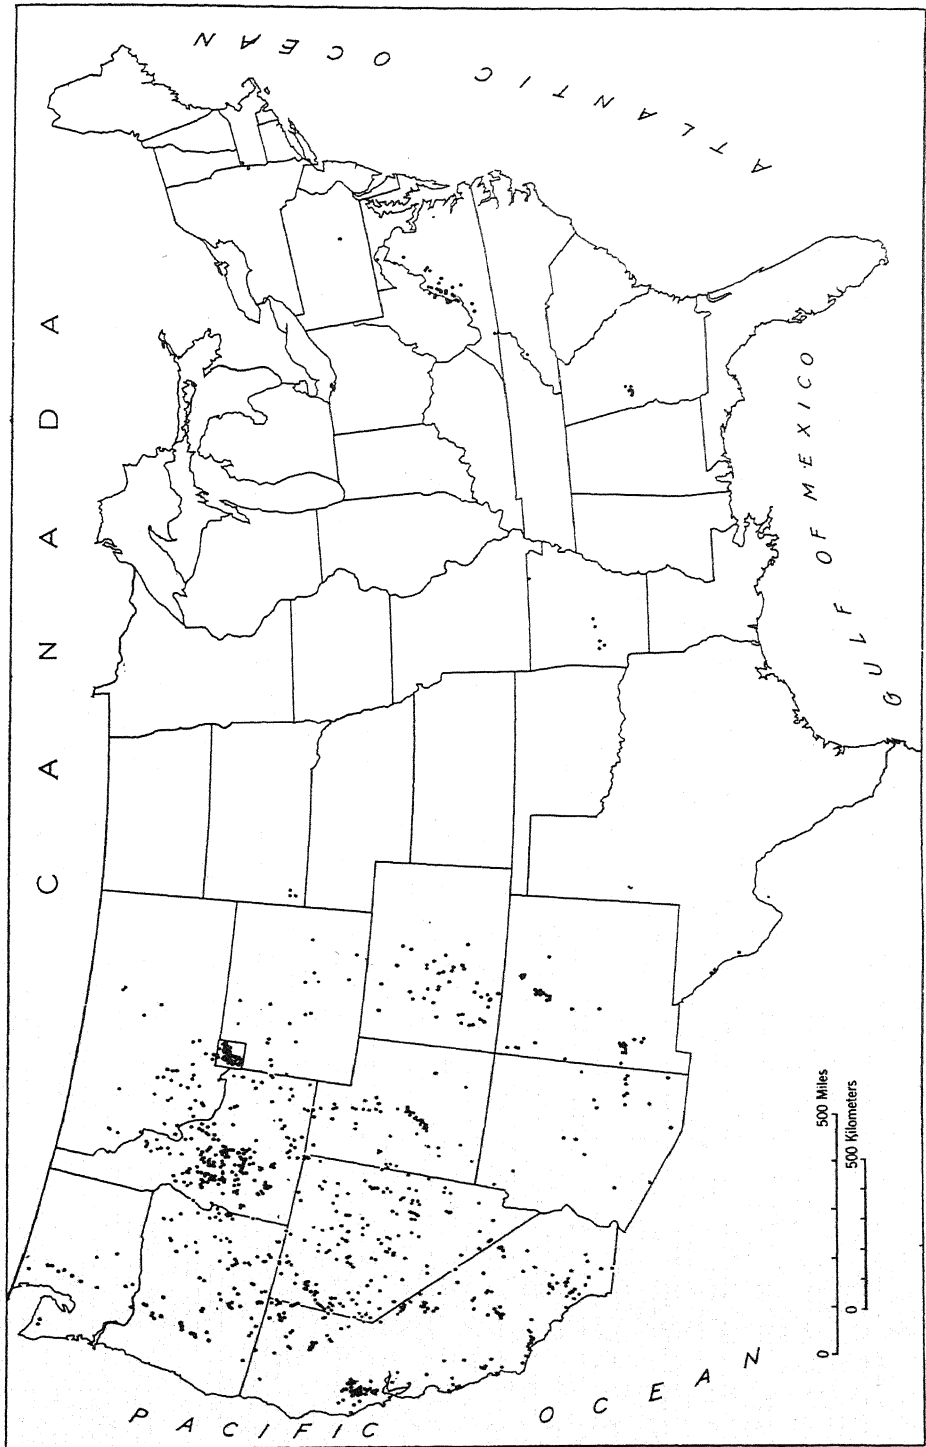 CANADA
ATLANTIC OCEAN
GULF OF MEXICO
PACIFIC OCEAN
0 500 Miles
0 500 Kilometers